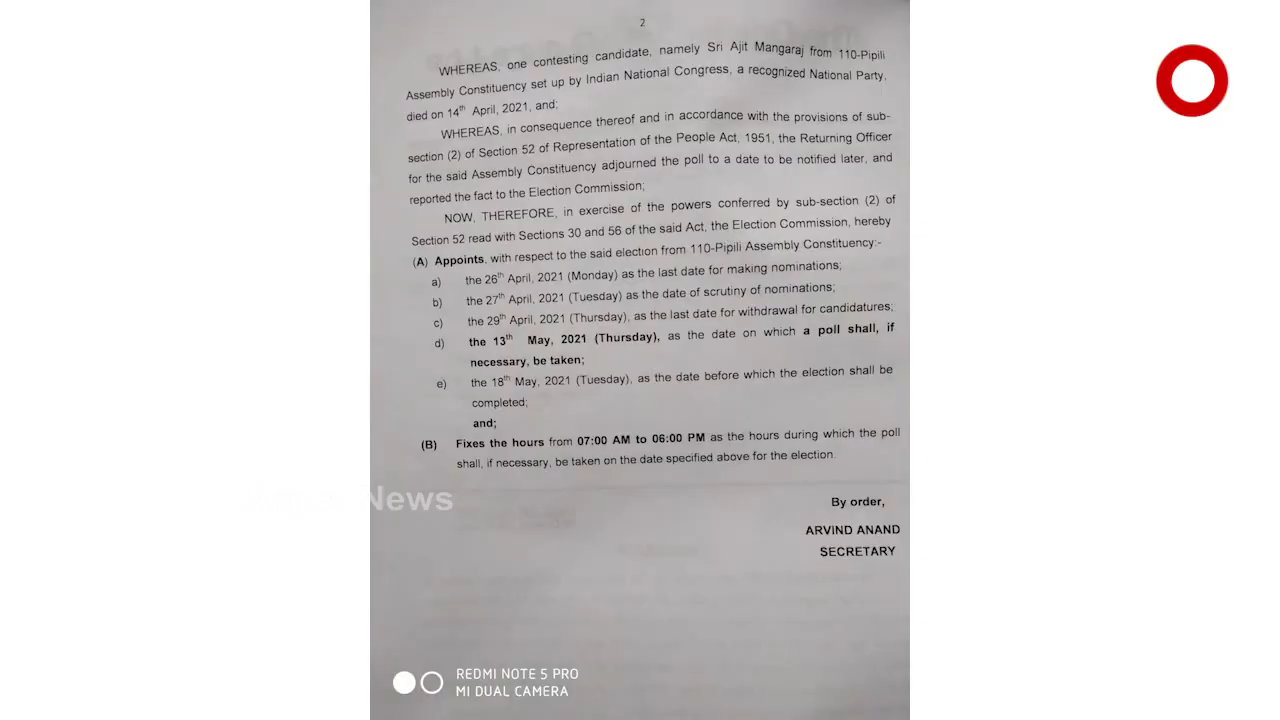 2
WHEREAS, one contesting candidate, namely Sri Ajit Mangaraj from 110-Pipili
Assembly Constituency set up by Indian National Congress, a recognized National Party,
died on 14th April, 2021, and;
WHEREAS, in consequence thereof and in accordance with the provisions of sub-
section (2) of Section 52 of Representation of the People Act, 1951, the Returning Officer
for the said Assembly Constituency adjourned the poll to a date to be notified later, and
reported the fact to the Election Commission;
NOW, THEREFORE, in exercise of the powers conferred by sub-section (2) of
Section 52 read with Sections 30 and 56 of the said Act, the Election Commission, hereby
(A) Appoints, with respect to the said election from 110-Pipili Assembly Constituency:-
a) the 26th April, 2021 (Monday) as the last date for making nominations;
b) the 27th April, 2021 (Tuesday) as the date of scrutiny of nominations;
c) the 29th April, 2021 (Thursday), as the last date for withdrawal for candidatures;
d) the 13th May, 2021 (Thursday), as the date on which a poll shall, if
necessary, be taken;
e) the 18th May, 2021 (Tuesday), as the date before which the election shall be
completed;
and;
(B) Fixes the hours from 07:00 AM to 06:00 PM as the hours during which the poll
shall, if necessary, be taken on the date specified above for the election.
News
By order,
ARVIND ANAND
SECRETARY
REDMI NOTE 5 PRO
MI DUAL CAMERA